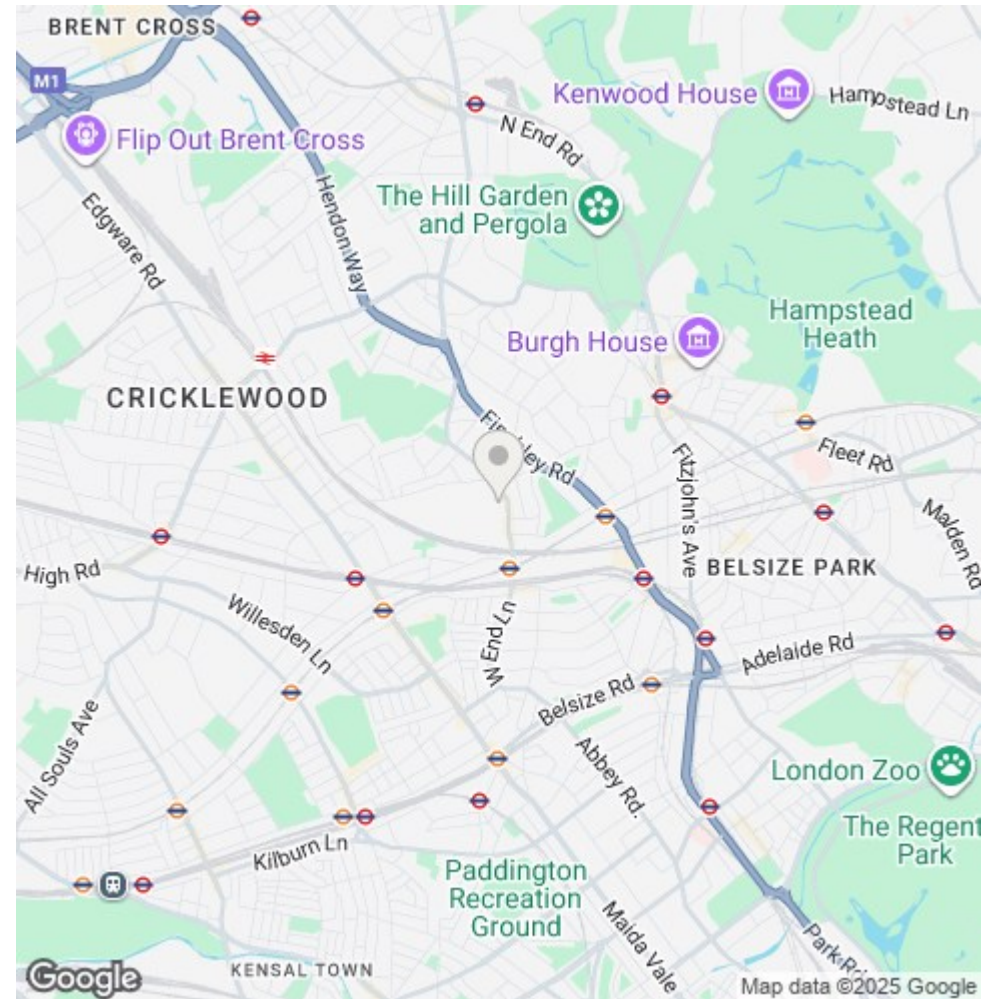 BRENT CROSS
M1
Kenwood House
Hampstead Ln
Flip Out Brent Cross
N End Rd
Hendon Way
The Hill Garden
and Pergola
Edgware Rd
Hampstead
Heath
Burgh House
CRICKLEWOOD
Finchley Rd
Fitzjohn's Ave
Fleet Rd
Malden Rd
High Rd
BELSIZE PARK
Willesden Ln
W End Ln
Adelaide Rd
Belsize Rd
All Souls Ave
Abbey Rd.
London Zoo
The Regent
Park
Kilburn Ln
Paddington
Recreation
Ground
Maida Vale
Park Rd
KENSAL TOWN
Google
Map data ©2025 Google